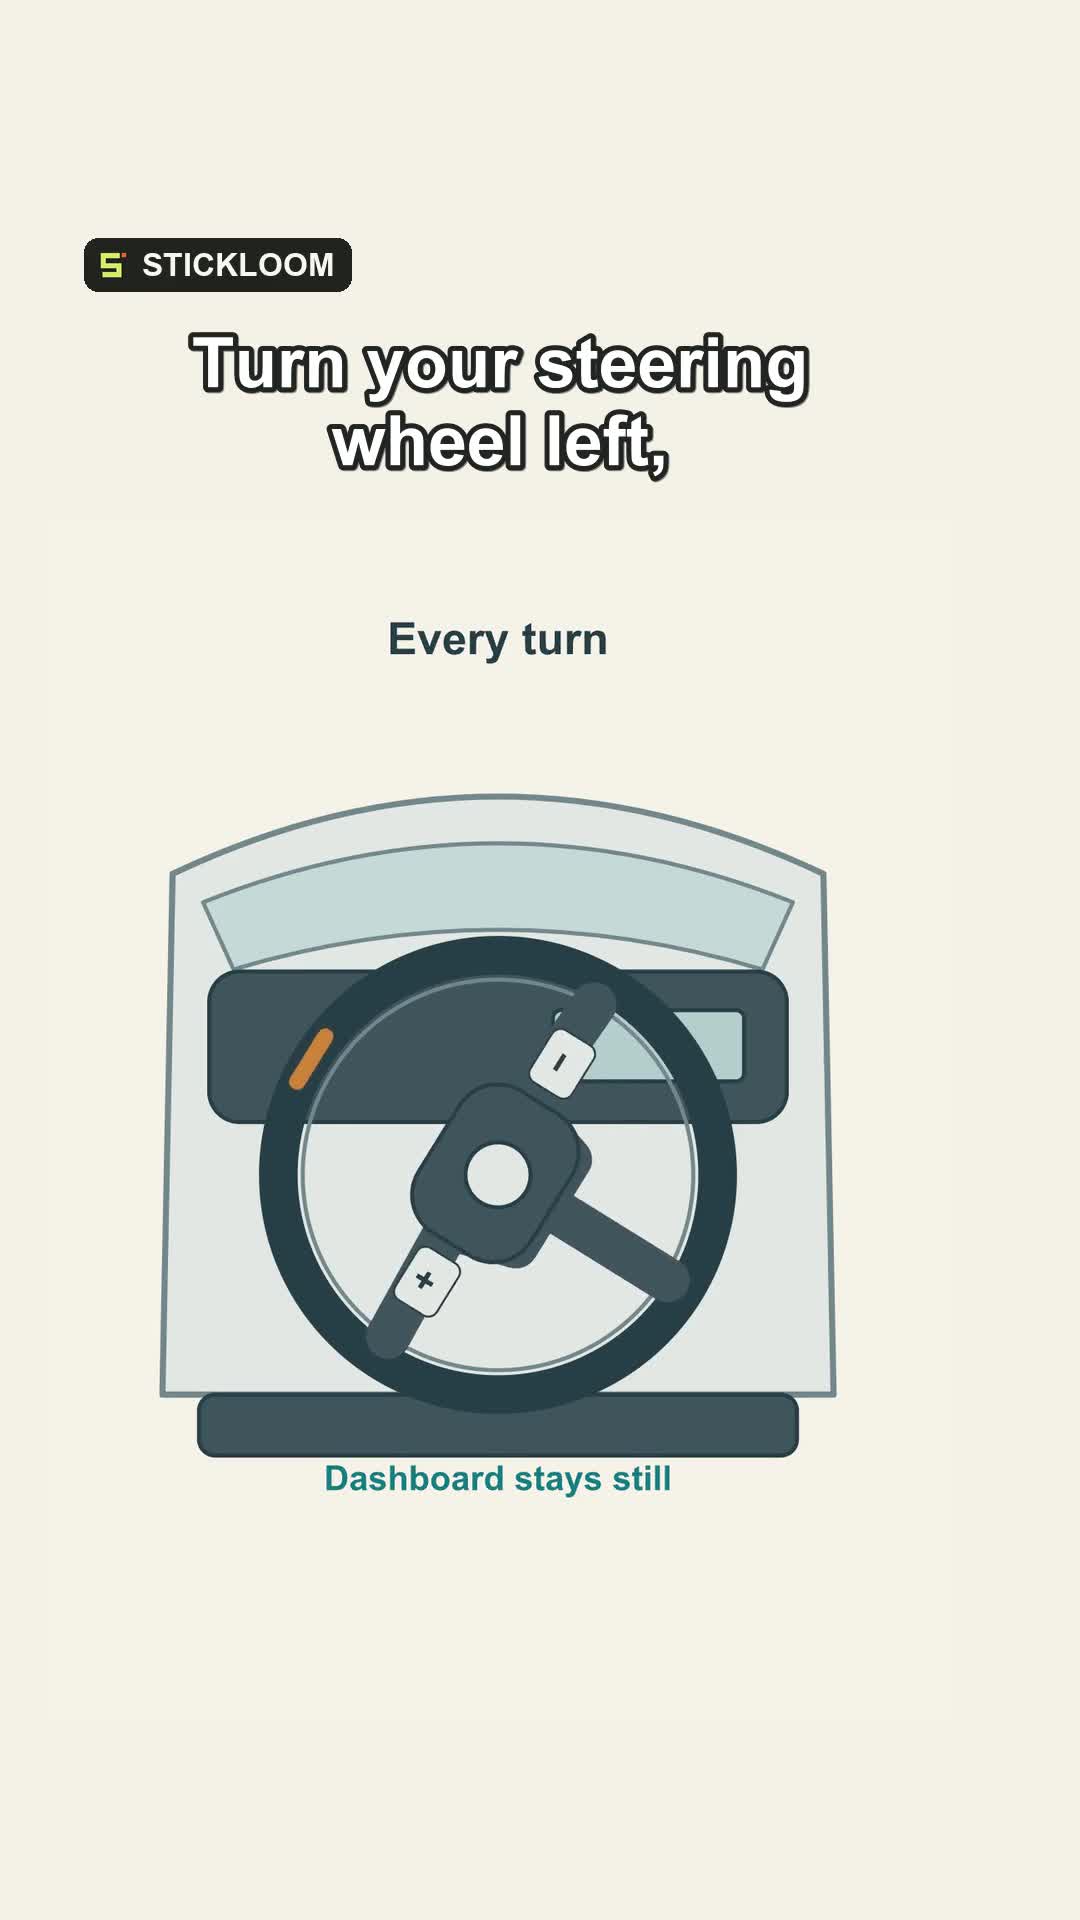 STICKLOOM
Turn your steering
wheel left,
Every turn
-
+
Dashboard stays still